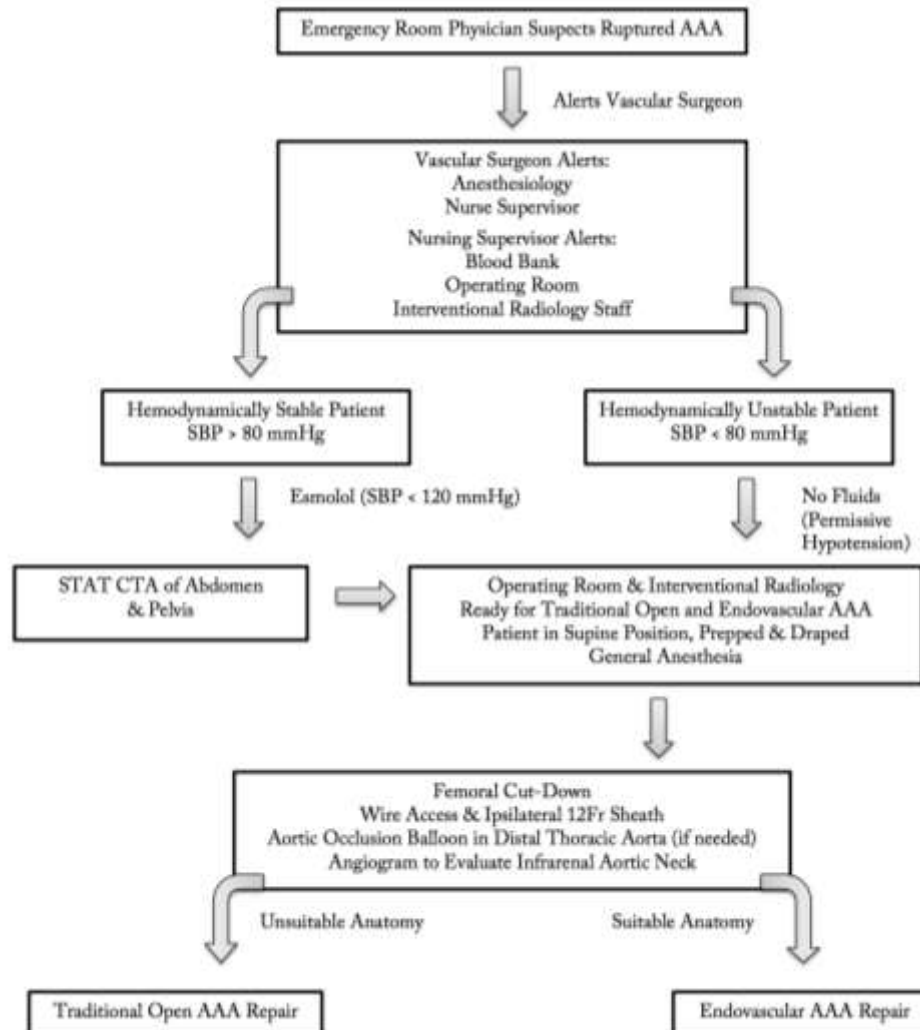 Emergency Room Physician Suspects Ruptured AAA
Alerts Vascular Surgeon
Vascular Surgeon Alerts:
Anesthesiology
Nurse Supervisor
Nursing Supervisor Alerts:
Blood Bank
Operating Room
Interventional Radiology Staff
Hemodynamically Stable Patient
SBP > 80 mmHg
Hemodynamically Unstable Patient
SBP < 80 mmHg
Esmolol (SBP < 120 mmHg)
No Fluids
(Permissive
Hypotension)
STAT CTA of Abdomen
& Pelvis
Operating Room & Interventional Radiology
Ready for Traditional Open and Endovascular AAA
Patient in Supine Position, Prepped & Draped
General Anesthesia
Femoral Cut-Down
Wire Access & Ipsilateral 12Fr Sheath
Aortic Occlusion Balloon in Distal Thoracic Aorta (if needed)
Angiogram to Evaluate Infrarenal Aortic Neck
Unsuitable Anatomy
Suitable Anatomy
Traditional Open AAA Repair
Endovascular AAA Repair